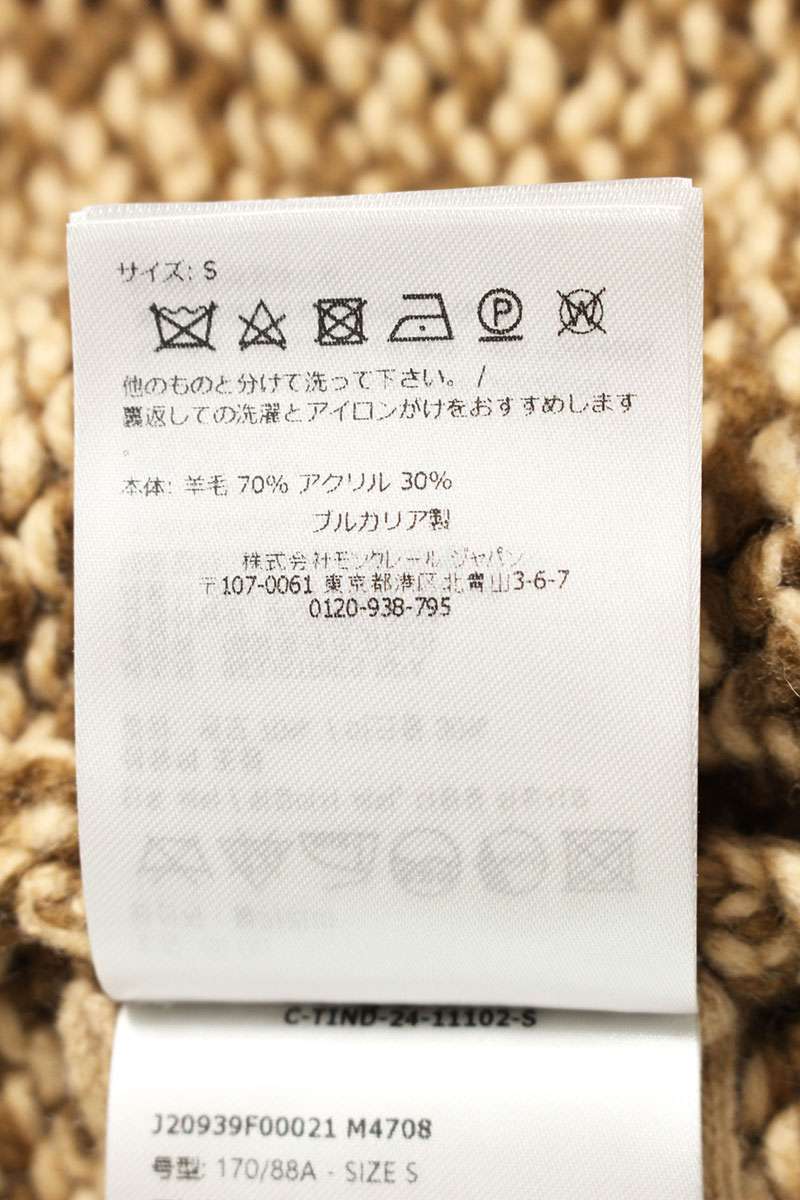 サイズ: S
P W
他のものと分けて洗って下さい。 /
裏返しての洗濯とアイロンがけをおすすめします
。
本体: 羊毛 70% アクリル 30%
ブルガリア製
株式会社モンクレール ジャパン
〒107-0061 東京都港区北青山3-6-7
0120-938-795
C-TIND-24-11102-S
J20939F00021 M4708
号型: 170/88A - SIZE S